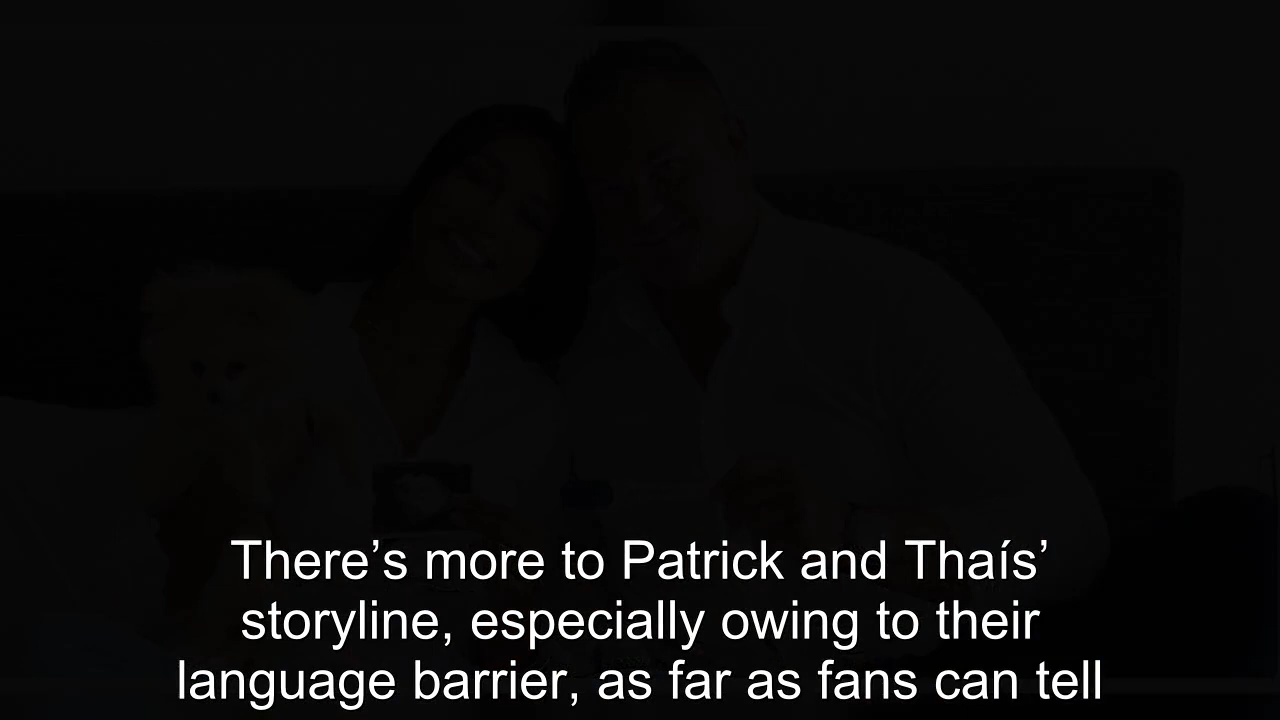 There’s more to Patrick and Thaís’
storyline, especially owing to their
language barrier, as far as fans can tell